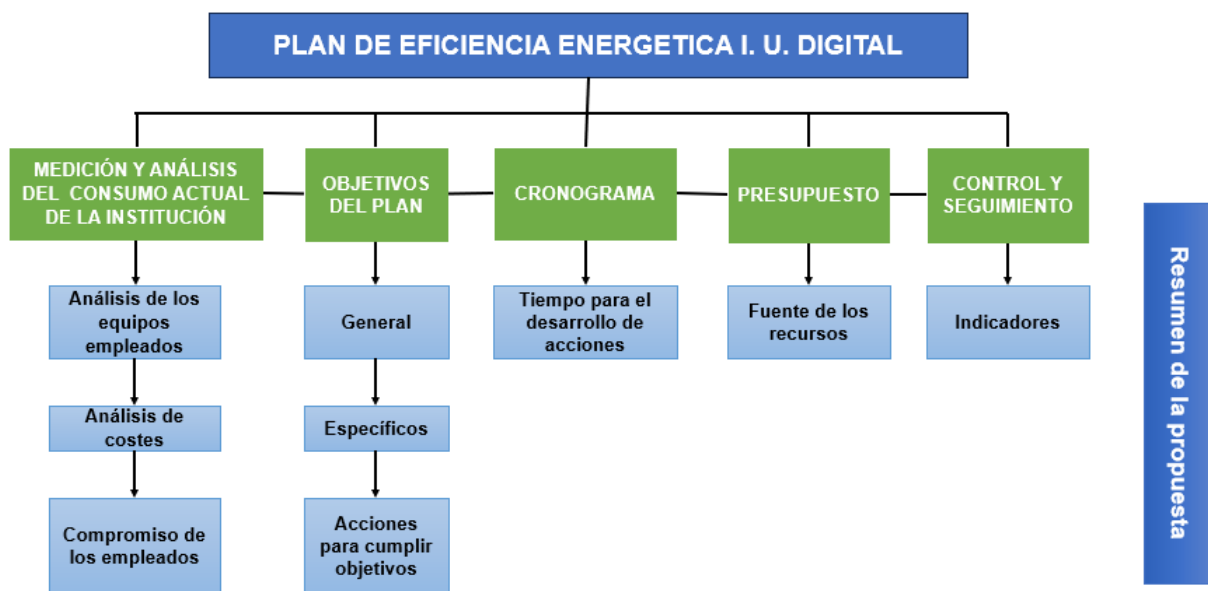 PLAN DE EFICIENCIA ENERGETICA I. U. DIGITAL
MEDICIÓN Y ANÁLISIS
DEL CONSUMO ACTUAL
DE LA INSTITUCIÓN
OBJETIVOS
DEL PLAN
CRONOGRAMA
PRESUPUESTO
CONTROL Y
SEGUIMIENTO
Análisis de los
equipos
empleados
General
Tiempo para el
desarrollo de
acciones
Fuente de los
recursos
Indicadores
Análisis de
costes
Específicos
Compromiso de
los empleados
Acciones
para cumplir
objetivos
Resumen de la propuesta